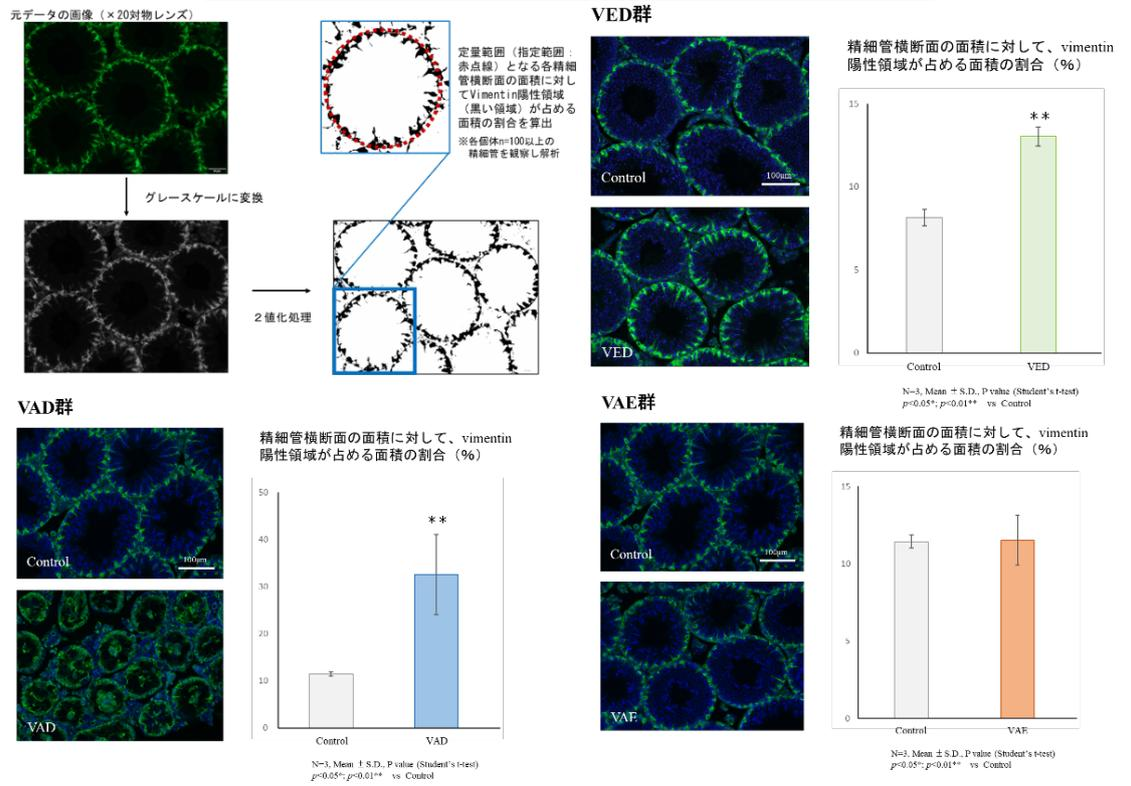 元データの画像（×20対物レンズ）
グレースケールに変換
２値化処理
定量範囲（指定範囲：
赤点線）となる各精細
管横断面の面積に対し
てVimentin陽性領域
（黒い領域）が占める
面積の割合を算出
※各個体n=100以上の
精細管を観察し解析
VED群
Control
100μm
VED
精細管横断面の面積に対して、vimentin
陽性領域が占める面積の割合（%）
15
10
5
0
**
Control
VED
N=3, Mean ± S.D., P value (Student's t-test)
p<0.05*; p<0.01** vs Control
VAD群
Control
100μm
VAD
精細管横断面の面積に対して、vimentin
陽性領域が占める面積の割合（%）
50
40
30
20
10
0
**
Control
VAD
N=3, Mean ± S.D., P value (Student's t-test)
p<0.05*; p<0.01** vs Control
VAE群
Control
100μm
VAE
精細管横断面の面積に対して、vimentin
陽性領域が占める面積の割合（%）
15
10
5
0
Control
VAE
N=3, Mean ± S.D., P value (Student's t-test)
p<0.05*; p<0.01** vs Control